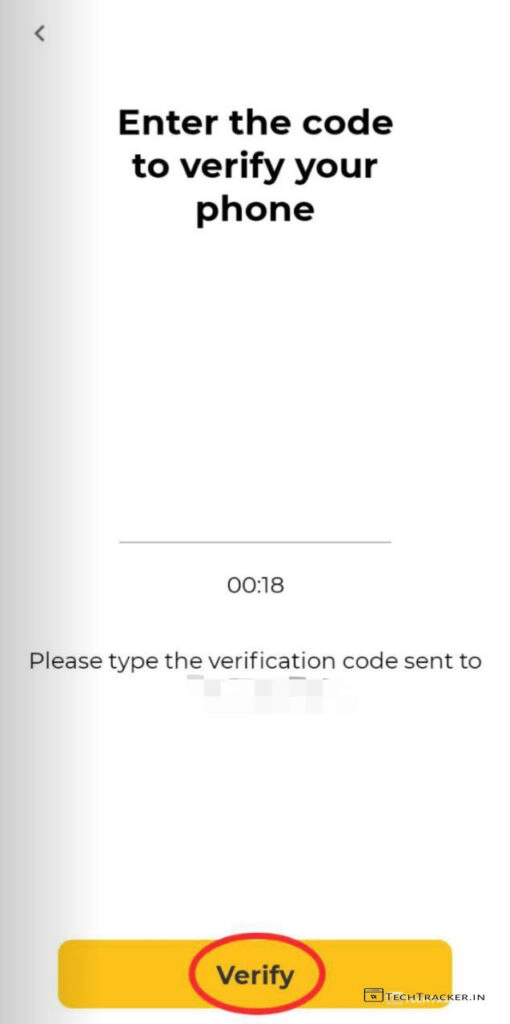 Enter the code
to verify your
phone
00:18
Please type the verification code sent to
Verify
TechTracker.in